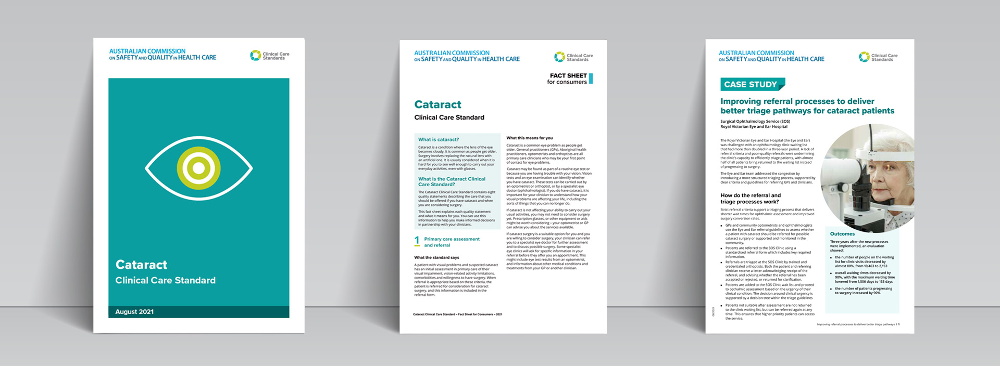 AUSTRALIAN COMMISSION
ON SAFETY AND QUALITY IN HEALTH CARE
Clinical Care
Standards
Cataract
Clinical Care Standard
August 2021
AUSTRALIAN COMMISSION
ON SAFETY AND QUALITY IN HEALTH CARE
Clinical Care
Standards
FACT SHEET
for consumers
Cataract
Clinical Care Standard
What is cataract?
Cataract is a condition where the lens of the eye
becomes cloudy. It is common as people get older.
Surgery involves replacing the natural lens with
an artificial one. It is usually considered when it is
hard for you to see well enough to carry out your
everyday activities, even with glasses.
What is the Cataract Clinical
Care Standard?
The Cataract Clinical Care Standard contains eight
quality statements describing the care that you
should be offered if you have cataract and when
you are considering surgery.
This fact sheet explains each quality statement
and what it means for you. You can use this
information to help you make informed decisions
in partnership with your clinicians.
1 Primary care assessment
and referral
What the standard says
A patient with visual problems and suspected cataract
has an initial assessment in primary care of their
visual impairment, vision-related activity limitations,
comorbidities and willingness to have surgery. When
referral is appropriate based on these criteria, the
patient is referred for consideration for cataract
surgery, and this information is included in the
referral form.
What this means for you
Cataract is a common eye problem as people get
older. General practitioners (GPs), Aboriginal health
practitioners, optometrists and orthoptists are all
primary care clinicians who may be your first point
of contact for eye problems.
Cataract may be found as part of a routine eye test or
because you are having trouble with your vision. Vision
tests and an eye examination can identify whether
you have cataract. These tests can be carried out by
an optometrist or orthoptist, or by a specialist eye
doctor (ophthalmologist). If you do have cataract, it is
important for your clinician to understand how your
visual problems are affecting your life, including the
sorts of things that you can no longer do.
If cataract is not affecting your ability to carry out your
usual activities, you may not need to consider surgery
yet. Prescription glasses, or other equipment or aids
might be worth considering – your optometrist or GP
can advise you about the services available.
If cataract surgery is a suitable option for you and you
are willing to consider surgery, your clinician can refer
you to a specialist eye doctor for further assessment
and to discuss possible surgery. Some specialist
eye clinics will ask for specific information in your
referral before they offer you an appointment. This
might include eye test results from an optometrist,
and information about other medical conditions and
treatments from your GP or another clinician.
Cataract Clinical Care Standard – Fact Sheet for Consumers – 2021
AUSTRALIAN COMMISSION
ON SAFETY AND QUALITY IN HEALTH CARE
Clinical Care
Standards
CASE STUDY
Improving referral processes to deliver
better triage pathways for cataract patients
Surgical Ophthalmology Service (SOS)
Royal Victorian Eye and Ear Hospital
The Royal Victorian Eye and Ear Hospital (the Eye and Ear)
was challenged with an ophthalmology clinic waiting list
that had more than doubled in a three-year period. A lack of
referral criteria and poor-quality referrals were undermining
the clinic's capacity to efficiently triage patients, with almost
half of all patients bring returned to the waiting list instead
of progressing to surgery.
The Eye and Ear team addressed the congestion by
introducing a more structured triaging process, supported by
clear criteria and guidelines for referring GPs and clinicians.
How do the referral and
triage processes work?
Strict referral criteria support a triaging process that delivers
shorter wait times for ophthalmic assessment and improved
surgery conversion rates.
• GPs and community optometrists and ophthalmologists
use the Eye and Ear referral guidelines to assess whether
a patient with cataract should be referred for possible
cataract surgery or supported and monitored in the
community.
• Patients are referred to the SOS Clinic using a
standardised referral form which includes key required
information.
• Referrals are triaged at the SOS Clinic by trained and
credentialed orthoptists. Both the patient and referring
clinician receive a letter acknowledging receipt of the
referral, and advising whether the referral has been
accepted or rejected, or returned for clarification.
• Patients are added to the SOS Clinic wait list and proceed
to opthalmic assessment based on the urgency of their
clinical condition. The decision around clinical urgency is
supported by a decision tree within the triage guidelines
• Patients not suitable after assessment are not returned
to the clinic waiting list, but can be referred again at any
time. This ensures that higher priority patients can access
the service.
Outcomes
Three years after the new processes
were implemented, an evaluation
showed:
• the number of people on the waiting
list for clinic visits decreased by
almost 80%, from 10,463 to 2,153
• overall waiting times decreased by
90%, with the maximum waiting time
lowered from 1,506 days to 153 days
• the number of patients progressing
to surgery increased by 90%.
08/2021
Improving referral processes to deliver better triage pathways | 1